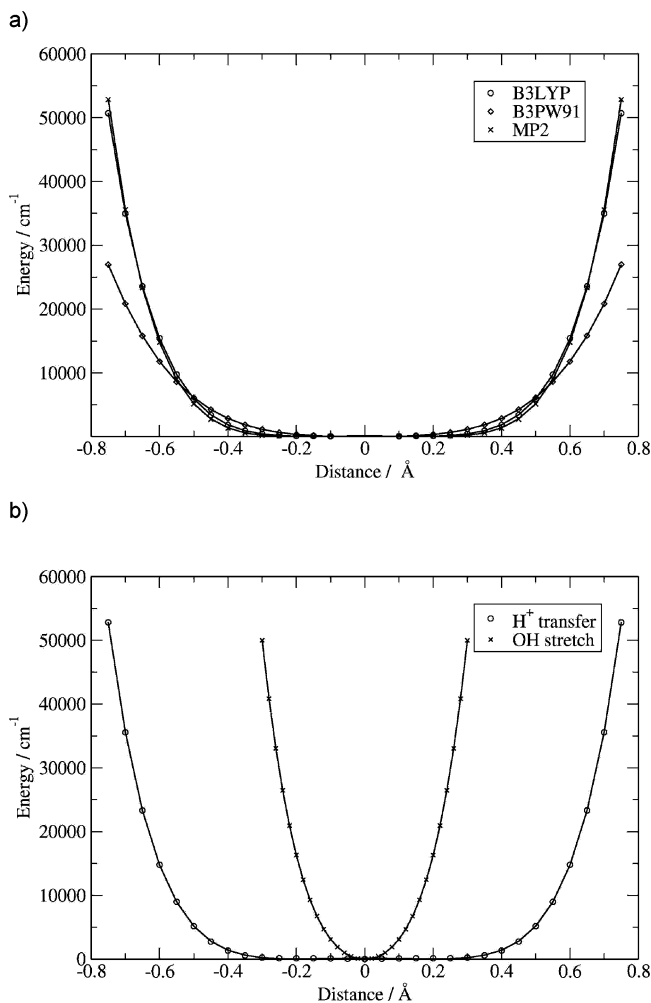 a)
60000
50000
40000
30000
20000
10000
Energy / cm-1
B3LYP
B3PW91
MP2
-0.8 -0.6 -0.4 -0.2 0 0.2 0.4 0.6 0.8
Distance / Å
b)
60000
50000
40000
30000
20000
10000
0
Energy / cm-1
H+ transfer
OH stretch
-0.8 -0.6 -0.4 -0.2 0 0.2 0.4 0.6 0.8
Distance / Å